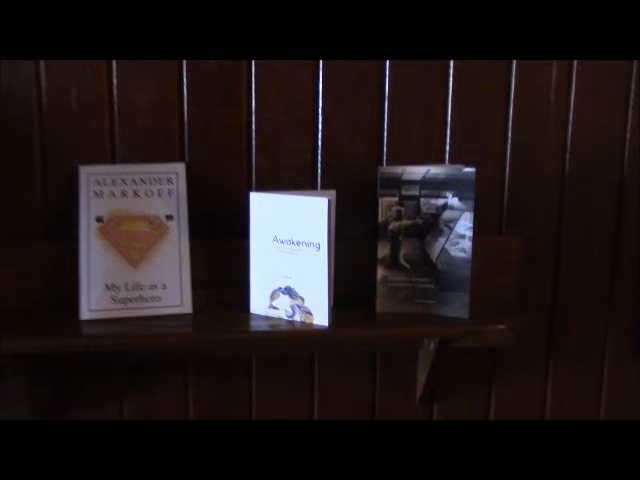 ALEXANDER
MARKOFF
My Life as a
Superhero
Awakening